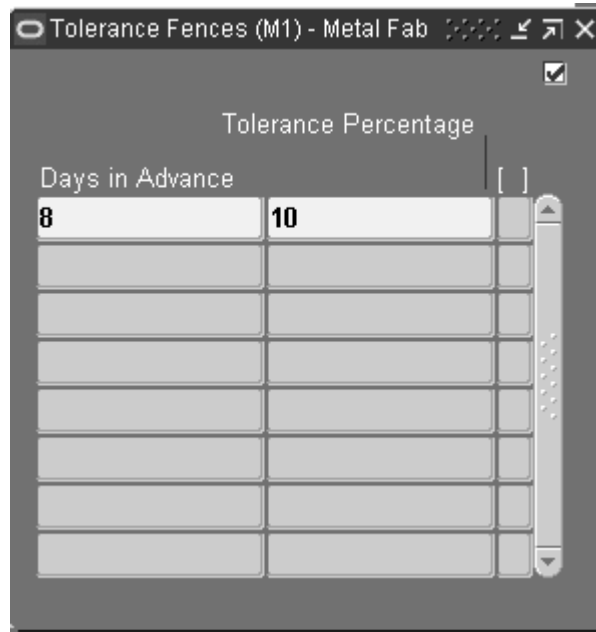 Tolerance Fences (M1) - Metal Fab
Tolerance Percentage
Days in Advance [ ]
8 10